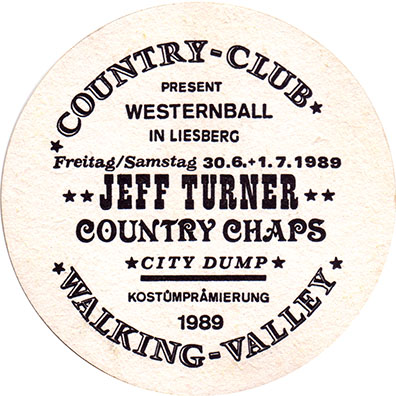 ★COUNTRY-CLUB★
PRESENT
WESTERNBALL
IN LIESBERG
Freitag/Samstag 30.6.+1.7.1989
★★JEFF TURNER★★
COUNTRY CHAPS
★CITY DUMP★
KOSTÜMPRÄMIERUNG
1989
★WALKING-VALLEY★